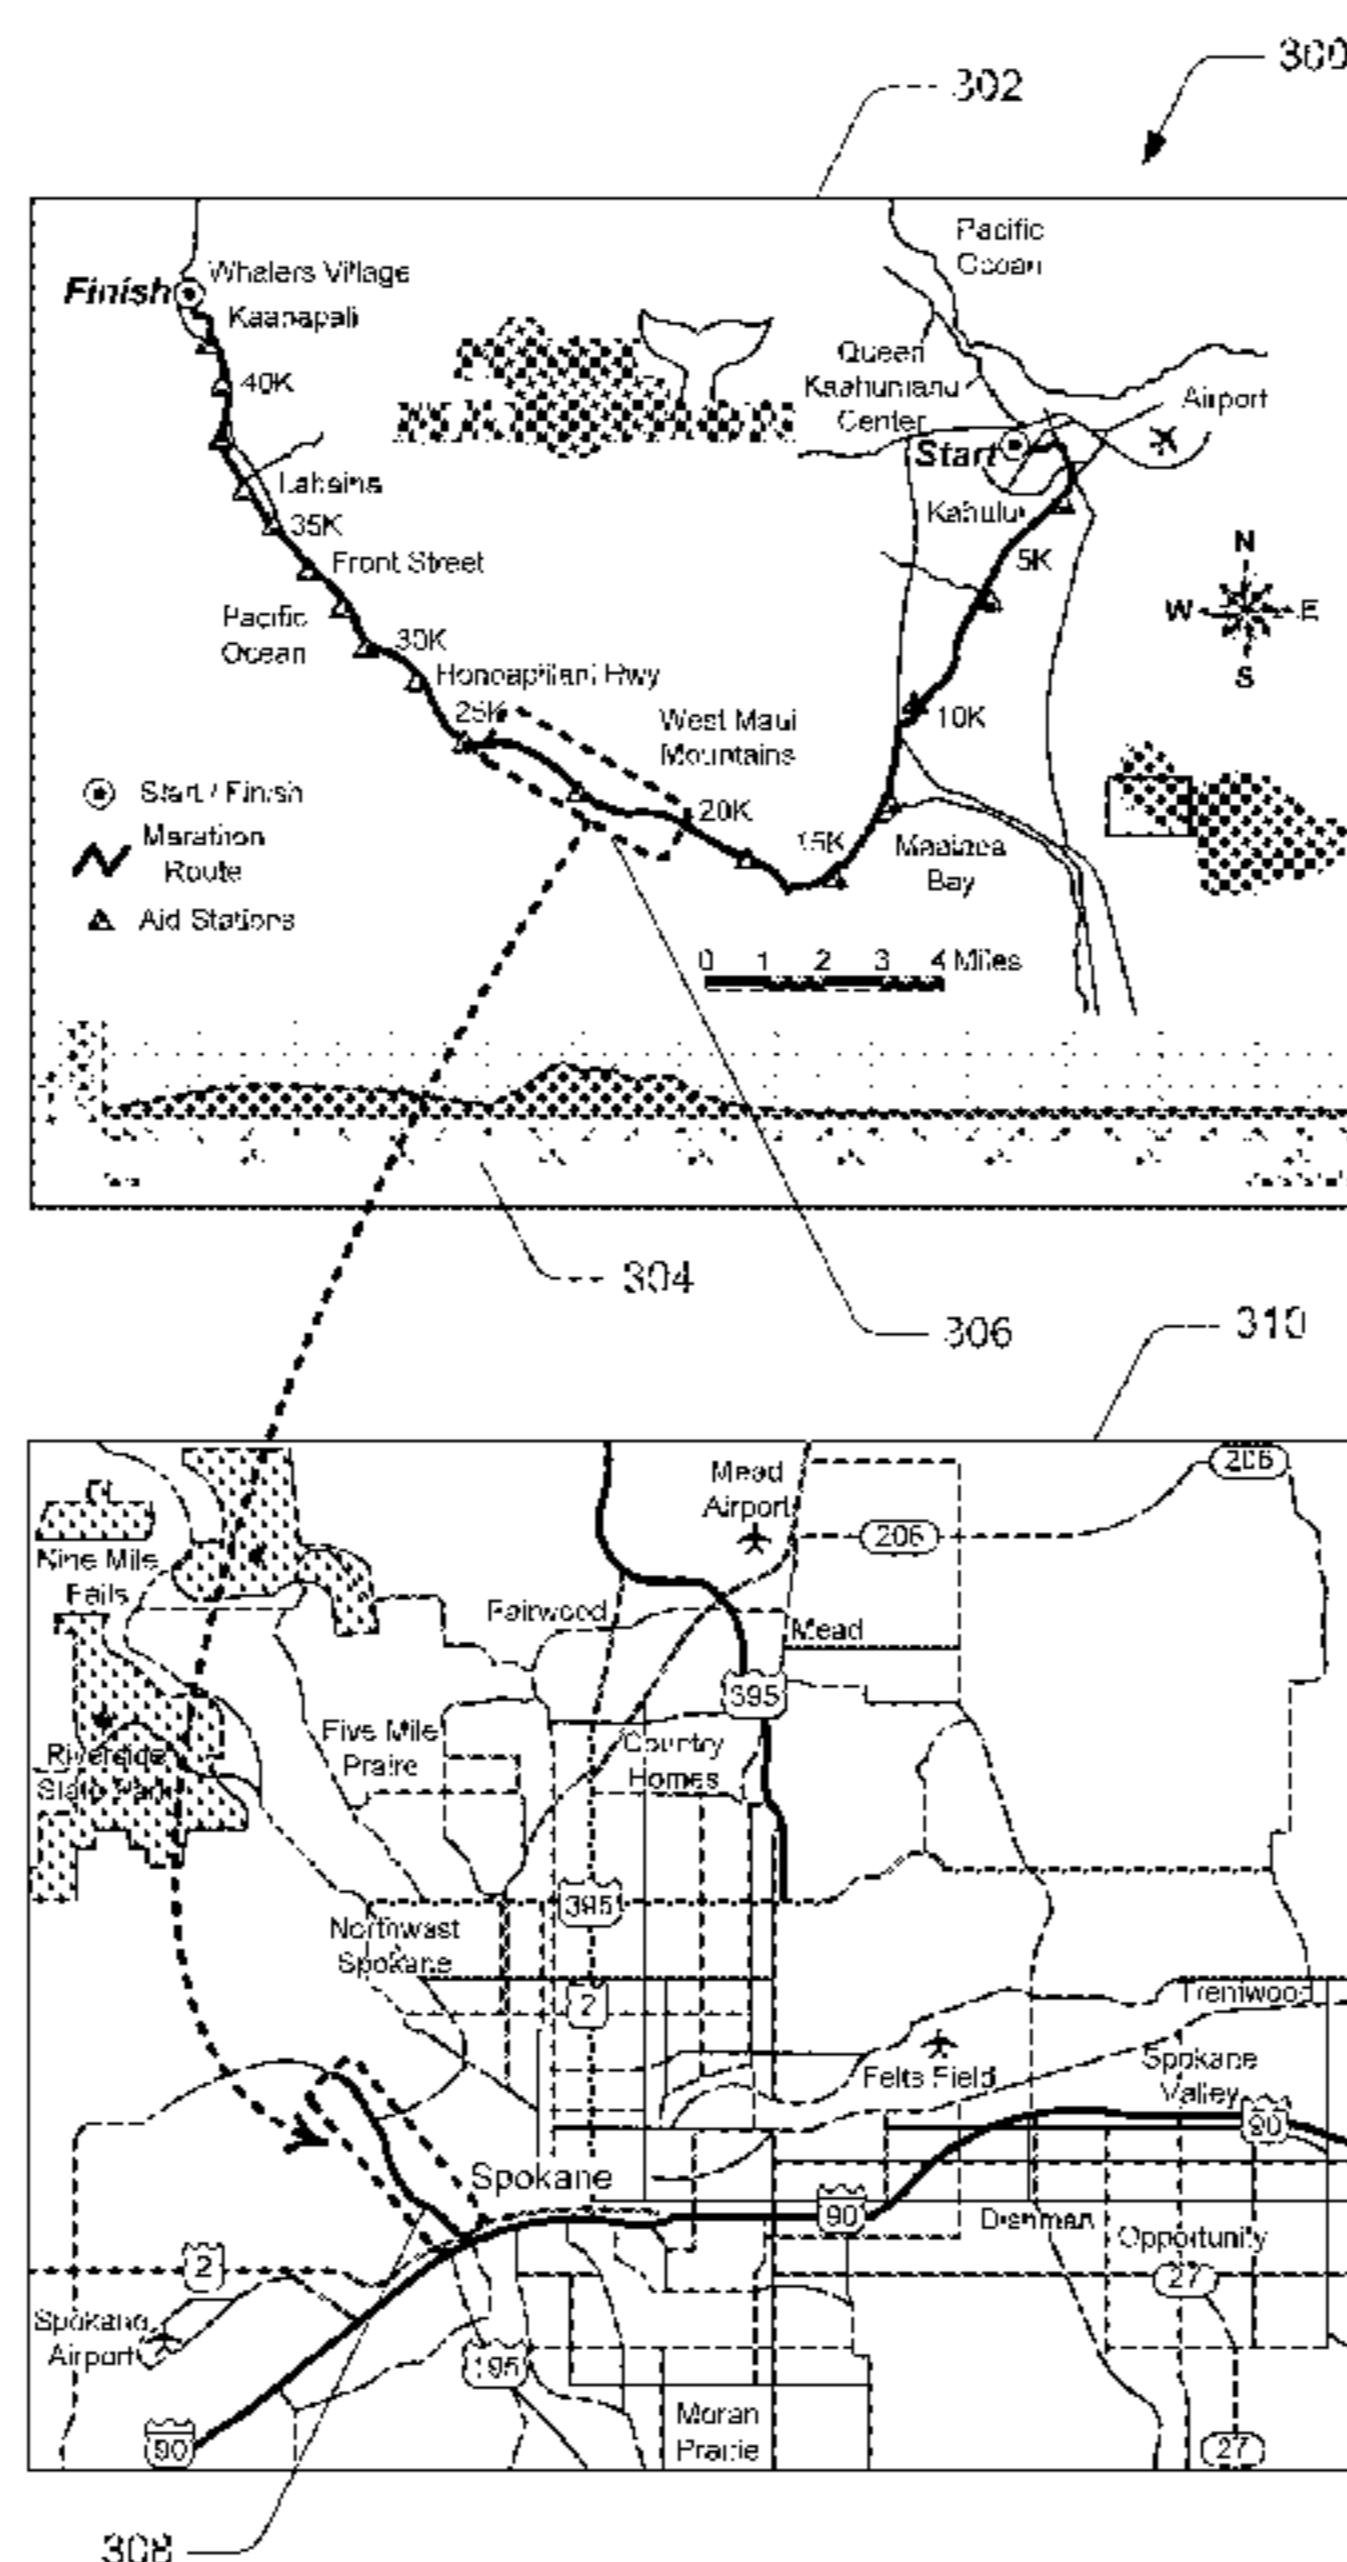 300
302
Pacific
Ocean
Whalers Village
Finish
Kaanapali
Queen
Kaahumanu
Center
40K
Airport
Start
Lahaina
Kahului
35K
Front Street
5K
N
W
E
S
Pacific
Ocean
30K
Honoapiilani Hwy
25K
West Maui
Mountains
10K
Start / Finish
20K
Marathon
Route
15K
Maalaea
Bay
Aid Stations
0 1 2 3 4 Miles
304
306
310
206
Mead
Airport
206
Nine Mile
Falls
Fairwood
Mead
395
Five Mile
Prairie
Country
Homes
Riverside
State Park
395
Northwest
Spokane
2
Trentwood
Felts Field
Spokane
Valley
90
Spokane
90
Dishman
Opportunity
2
27
Spokane
Airport
195
Moran
Prairie
90
27
308